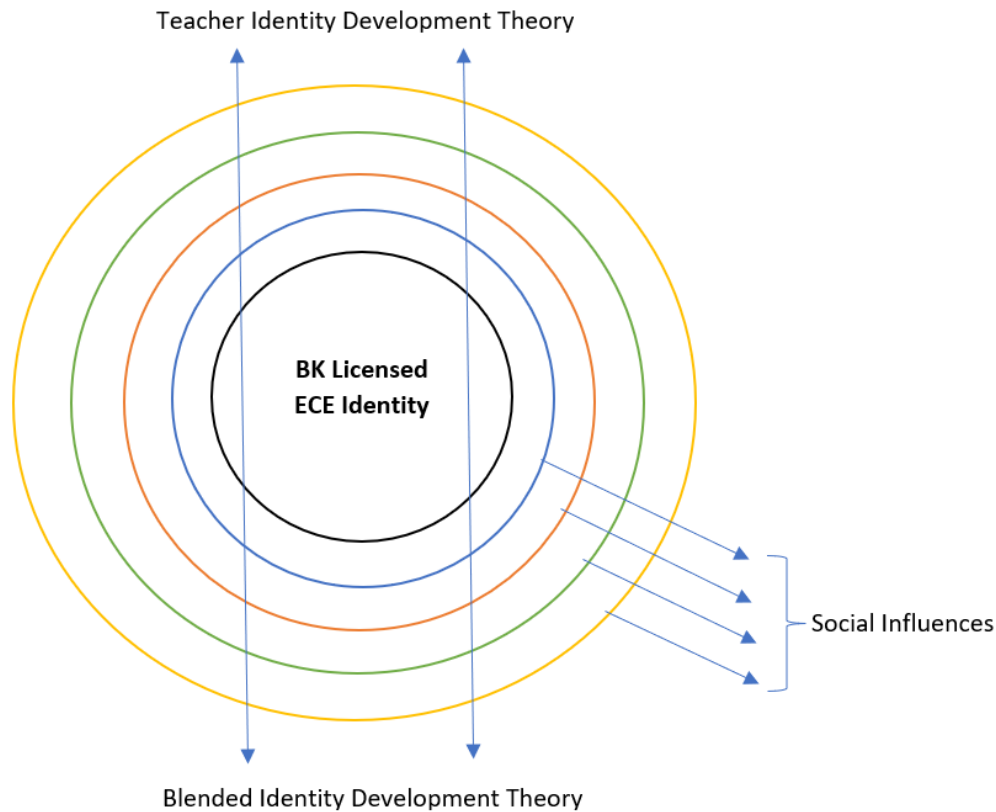 Teacher Identity Development Theory
BK Licensed
ECE Identity
Social Influences
Blended Identity Development Theory